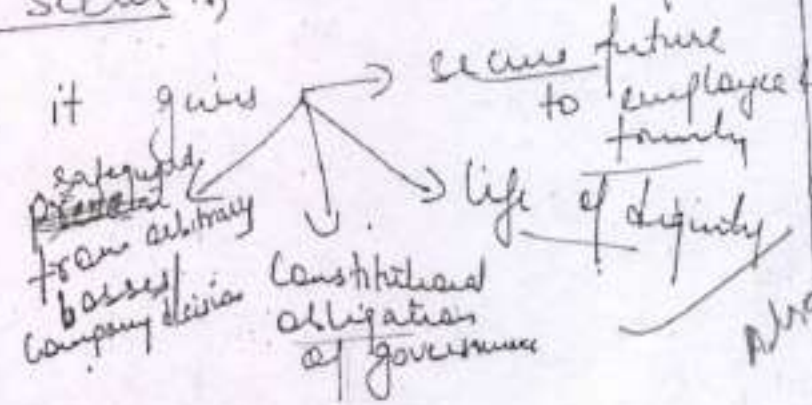 it gives
secure future
to employee
family
life of dignity
Constitutional
obligation
of government
safeguards
from arbitrary
bosses/
Company decision